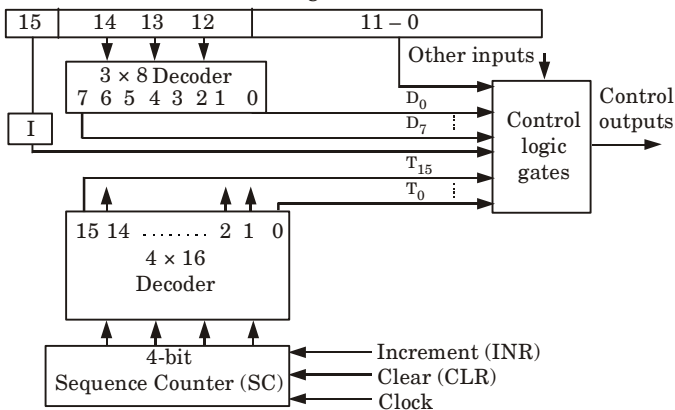 15 14 13 12 11 – 0
Other inputs
3 × 8 Decoder
7 6 5 4 3 2 1 0
I
D0
D7
Control
logic
gates
Control
outputs
T15
T0
15 14 ........ 2 1 0
4 × 16
Decoder
4-bit
Sequence Counter (SC)
Increment (INR)
Clear (CLR)
Clock